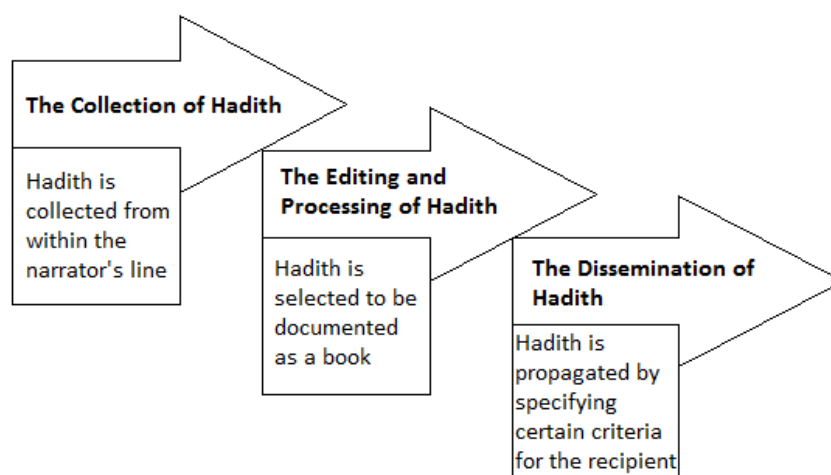 The Collection of Hadith
Hadith is
collected from
within the
narrator's line
The Editing and
Processing of Hadith
Hadith is
selected to be
documented
as a book
The Dissemination of
Hadith
Hadith is
propagated by
specifying
certain criteria
for the recipient